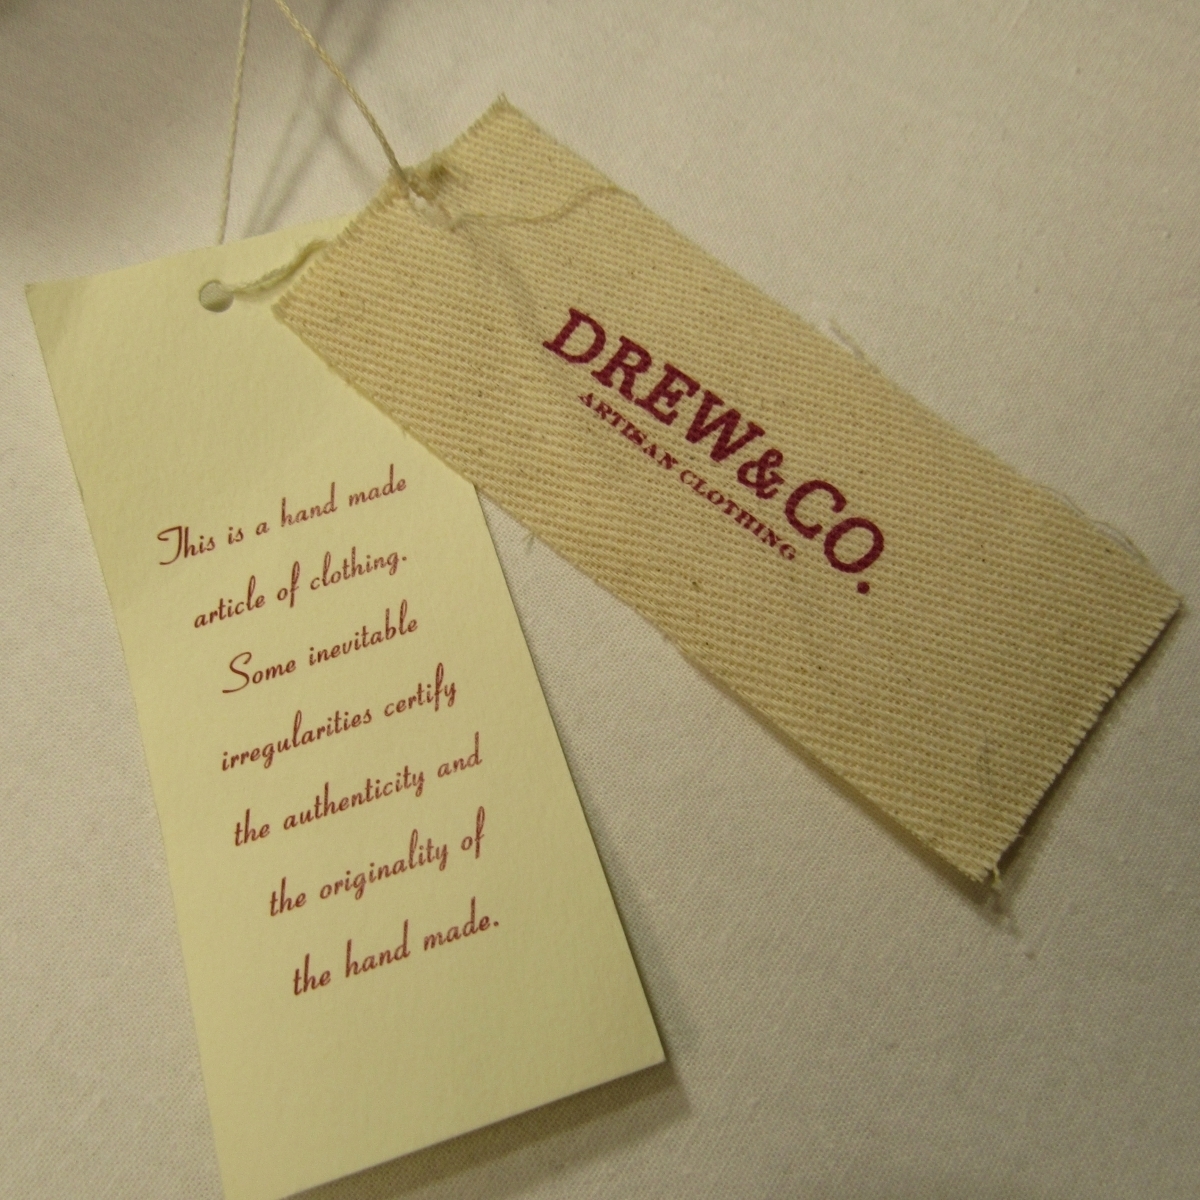 This is a hand made
article of clothing.
Some inevitable
irregularities certify
the authenticity and
the originality of
the hand made.
DREW&CO.
ARTISAN CLOTHING